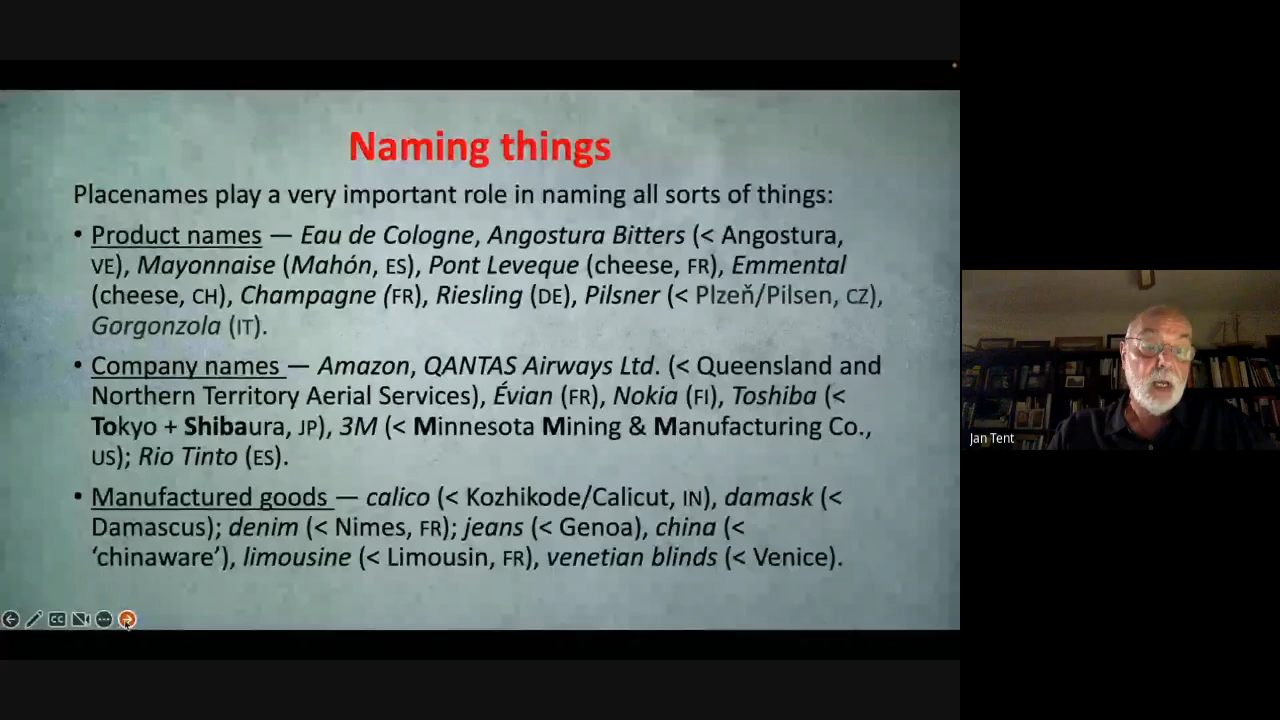 Naming things
Placenames play a very important role in naming all sorts of things:
• Product names — Eau de Cologne, Angostura Bitters (< Angostura,
VE), Mayonnaise (Mahón, ES), Pont Leveque (cheese, FR), Emmental
(cheese, CH), Champagne (FR), Riesling (DE), Pilsner (< Plzeň/Pilsen, CZ),
Gorgonzola (IT).
• Company names — Amazon, QANTAS Airways Ltd. (< Queensland and
Northern Territory Aerial Services), Évian (FR), Nokia (FI), Toshiba (<
Tokyo + Shibaura, JP), 3M (< Minnesota Mining & Manufacturing Co.,
US); Rio Tinto (ES).
• Manufactured goods — calico (< Kozhikode/Calicut, IN), damask (<
Damascus); denim (< Nimes, FR); jeans (< Genoa), china (<
‘chinaware’), limousine (< Limousin, FR), venetian blinds (< Venice).
CC
Jan Tent